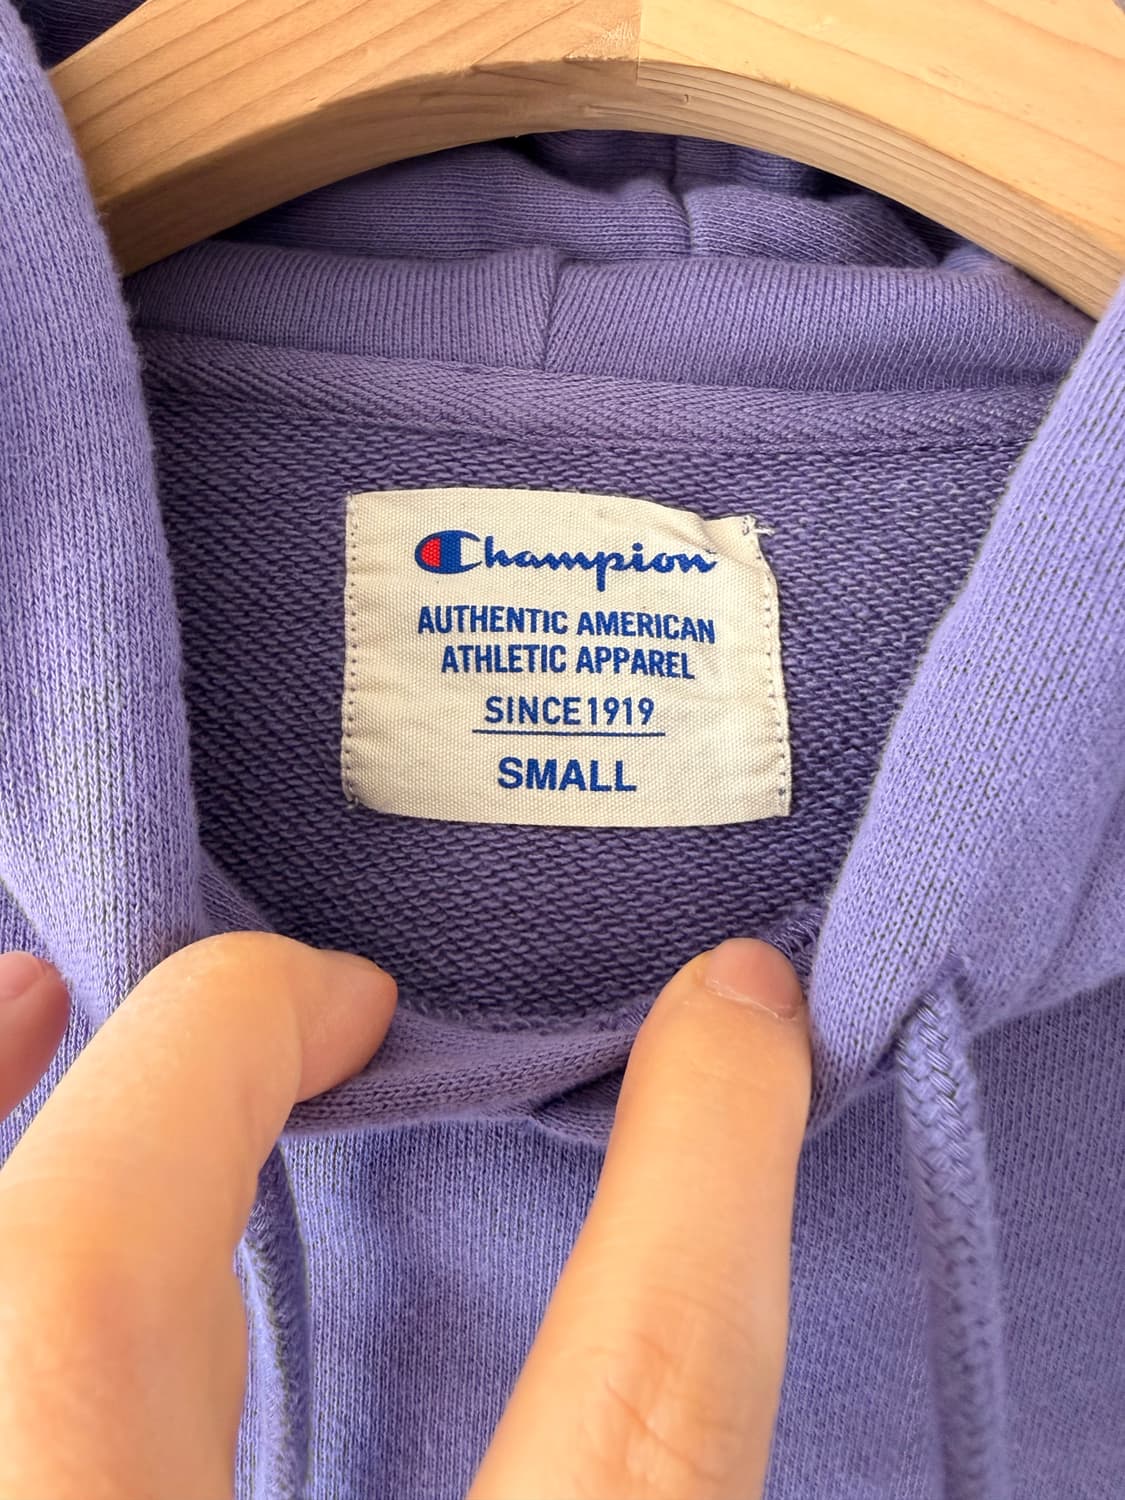 Champion
AUTHENTIC AMERICAN
ATHLETIC APPAREL
SINCE 1919
SMALL